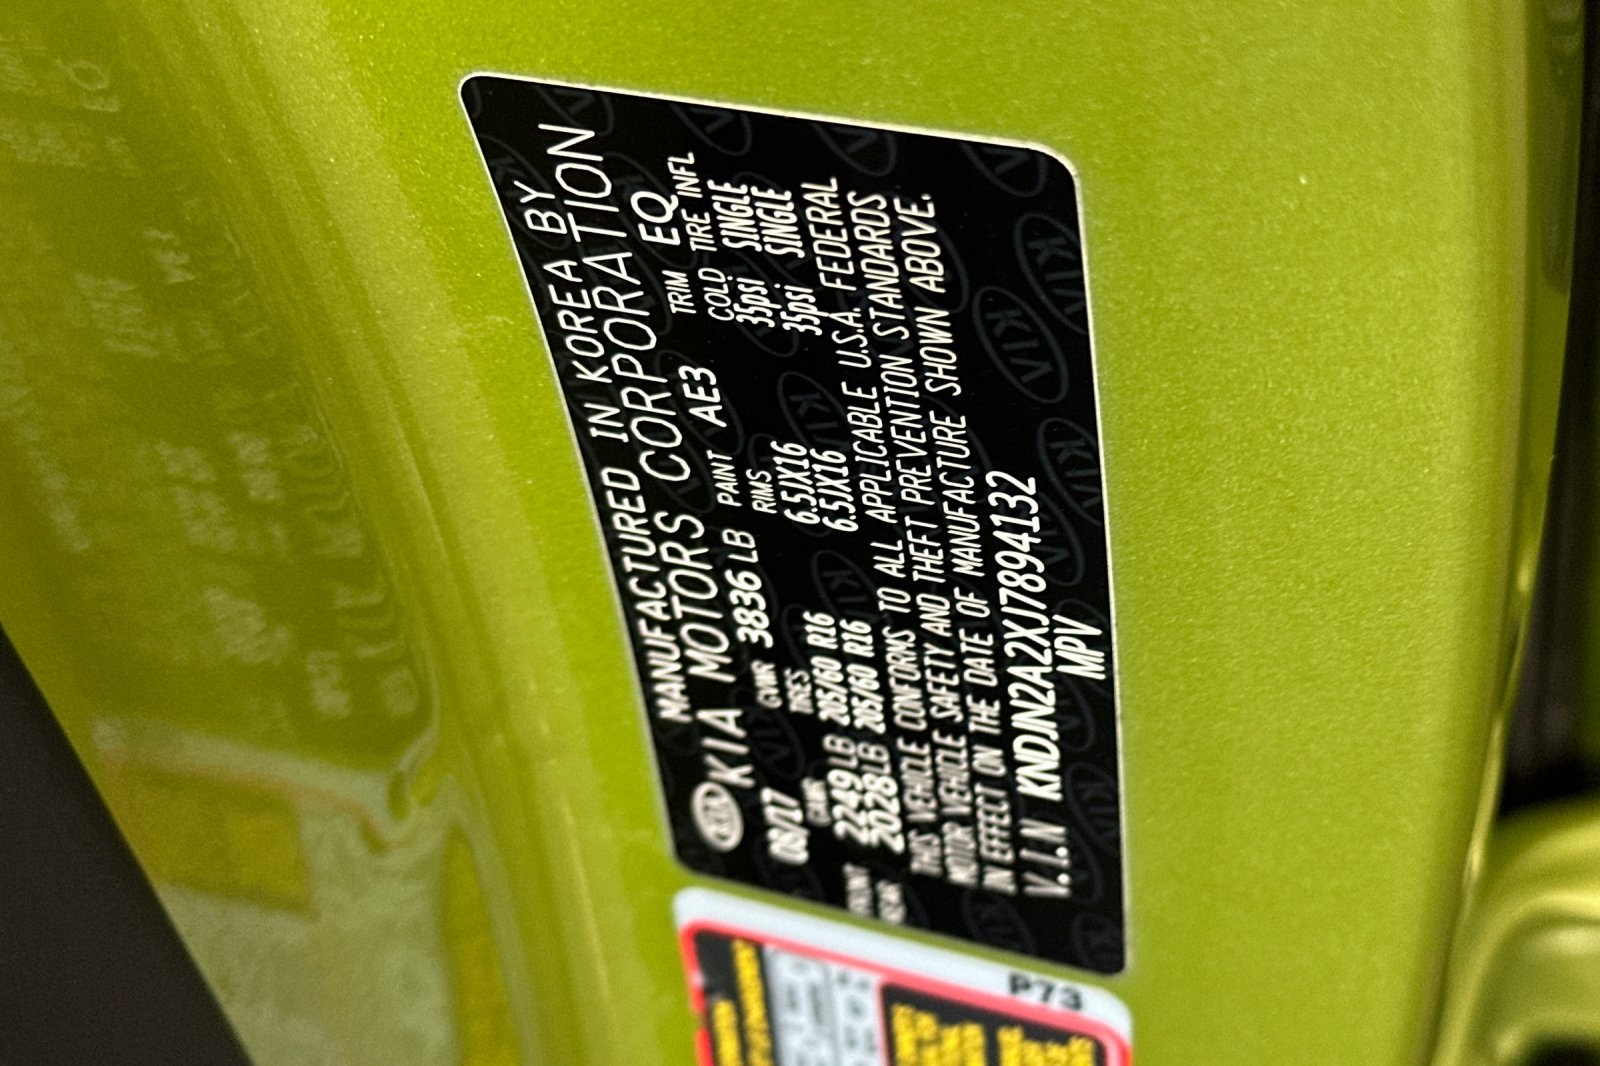 MANUFACTURED IN KOREA BY
KIA KIA MOTORS CORPORATION
08/17 GVWR 3836 LB PAINT AE3 TRIM EQ
GAWR TIRES RIMS COLD TIRE INFL
FRONT 2249 LB 205/60 R16 6.5JX16 35psi SINGLE
REAR 2028 LB 205/60 R16 6.5JX16 35psi SINGLE
THIS VEHICLE CONFORMS TO ALL APPLICABLE U.S.A. FEDERAL
MOTOR VEHICLE SAFETY AND THEFT PREVENTION STANDARDS
IN EFFECT ON THE DATE OF MANUFACTURE SHOWN ABOVE.
V.I.N KNDJN2A2XJ7894132
MPV
P73